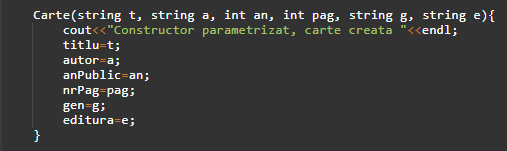 Carte(string t, string a, int an, int pag, string g, string e){
cout<<"Constructor parametrizat, carte creata "<<endl;
titlu=t;
autor=a;
anPublic=an;
nrPag=pag;
gen=g;
editura=e;
}